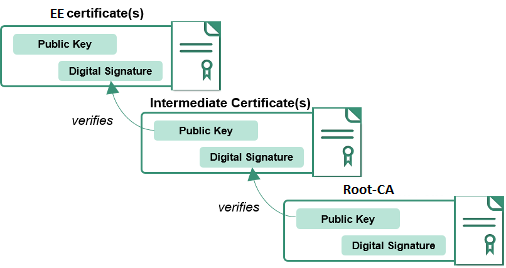 EE certificate(s)
Public Key
Digital Signature
verifies
Intermediate Certificate(s)
Public Key
Digital Signature
verifies
Root-CA
Public Key
Digital Signature